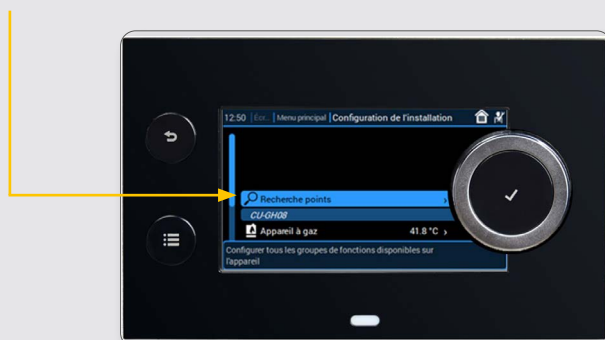 12:50 | Écr... | Menu principal | Configuration de l'installation
Recherche points
CU-GH08
Appareil à gaz 41.8 °C
Configurer tous les groupes de fonctions disponibles sur
l'appareil